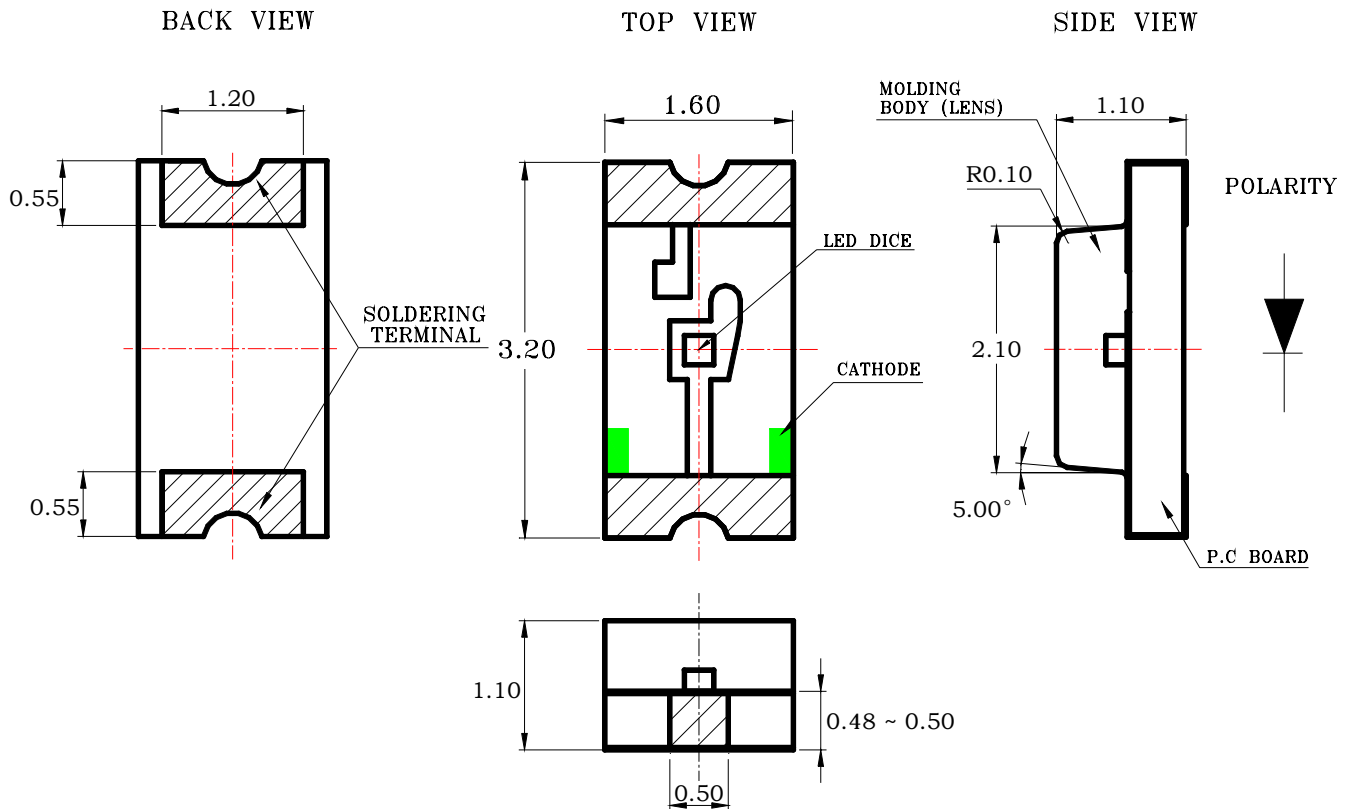 BACK VIEW
TOP VIEW
SIDE VIEW
1.20
1.60
MOLDING
BODY (LENS)
1.10
0.55
R0.10
POLARITY
LED DICE
SOLDERING
TERMINAL
3.20
2.10
CATHODE
0.55
5.00°
P.C BOARD
1.10
0.48 ~ 0.50
0.50